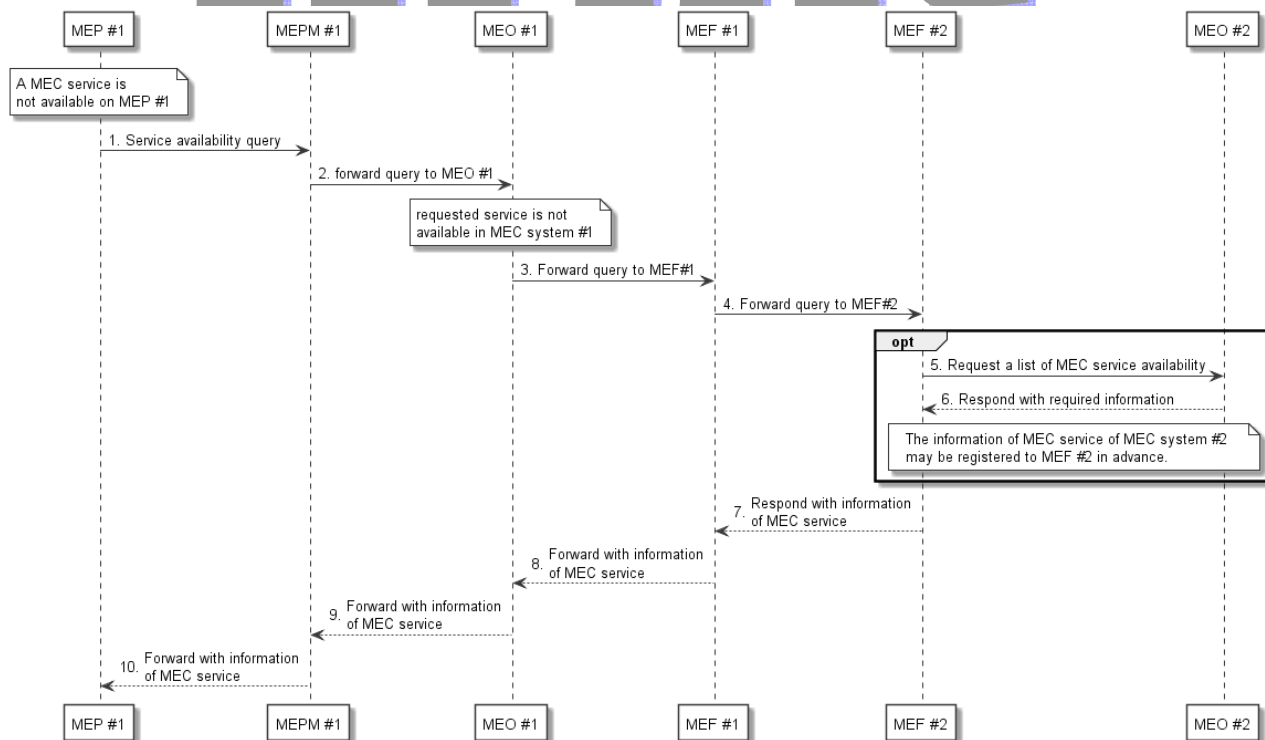 MEP #1
MEPM #1
MEO #1
MEF #1
MEF #2
MEO #2
A MEC service is
not available on MEP #1
1. Service availability query
2. forward query to MEO #1
requested service is not
available in MEC system #1
3. Forward query to MEF#1
4. Forward query to MEF#2
opt
5. Request a list of MEC service availability
6. Respond with required information
The information of MEC service of MEC system #2
may be registered to MEF #2 in advance.
7. Respond with information
of MEC service
8. Forward with information
of MEC service
9. Forward with information
of MEC service
10. Forward with information
of MEC service
MEP #1
MEPM #1
MEO #1
MEF #1
MEF #2
MEO #2